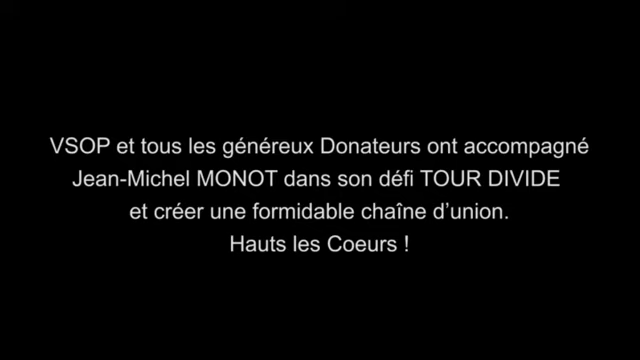 VSOP et tous les généreux Donateurs ont accompagné
Jean-Michel MONOT dans son défi TOUR DIVIDE
et créer une formidable chaîne d'union.
Hauts les Coeurs !